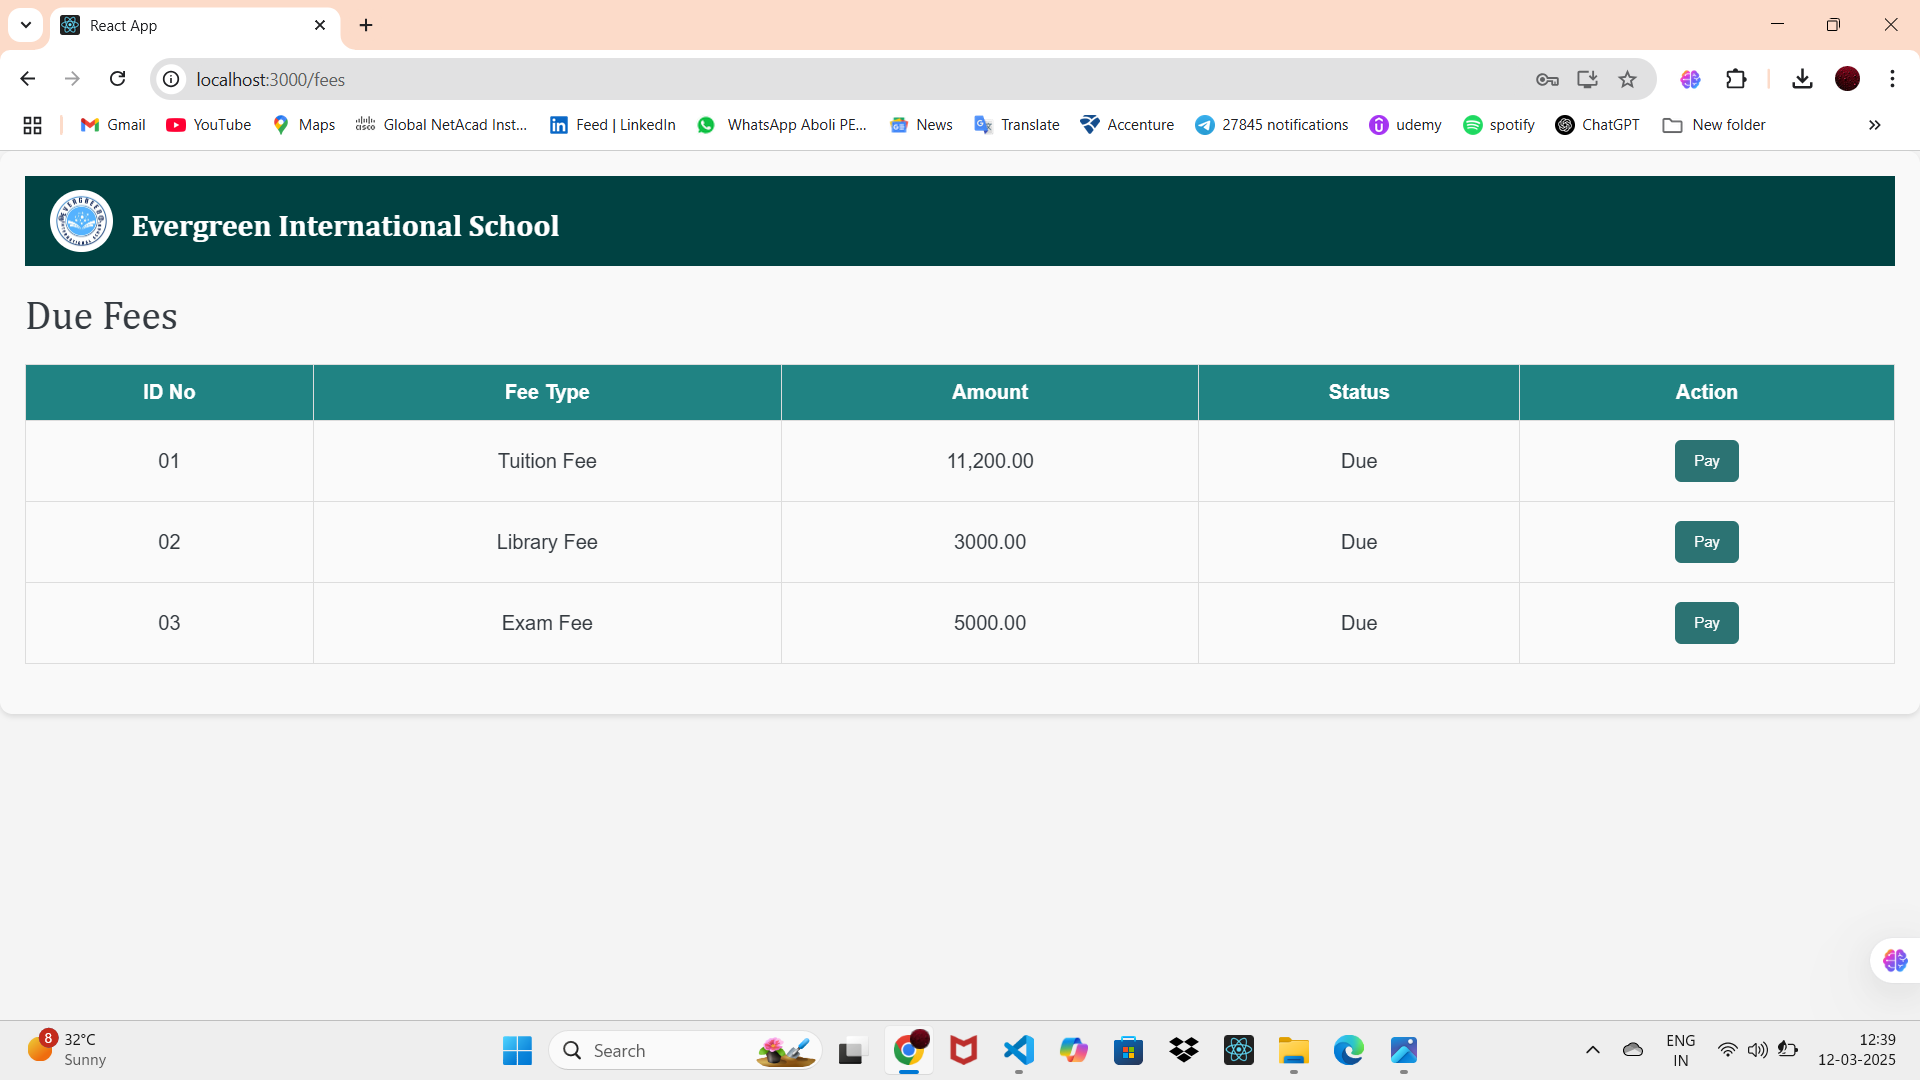 React App
localhost:3000/fees
Gmail YouTube Maps Global NetAcad Inst... Feed | LinkedIn WhatsApp Aboli PE... News Translate Accenture 27845 notifications udemy spotify ChatGPT New folder »
Evergreen International School
Due Fees
ID No Fee Type Amount Status Action
01 Tuition Fee 11,200.00 Due Pay
02 Library Fee 3000.00 Due Pay
03 Exam Fee 5000.00 Due Pay
8 32°C
Sunny
Search
ENG
IN
12:39
12-03-2025